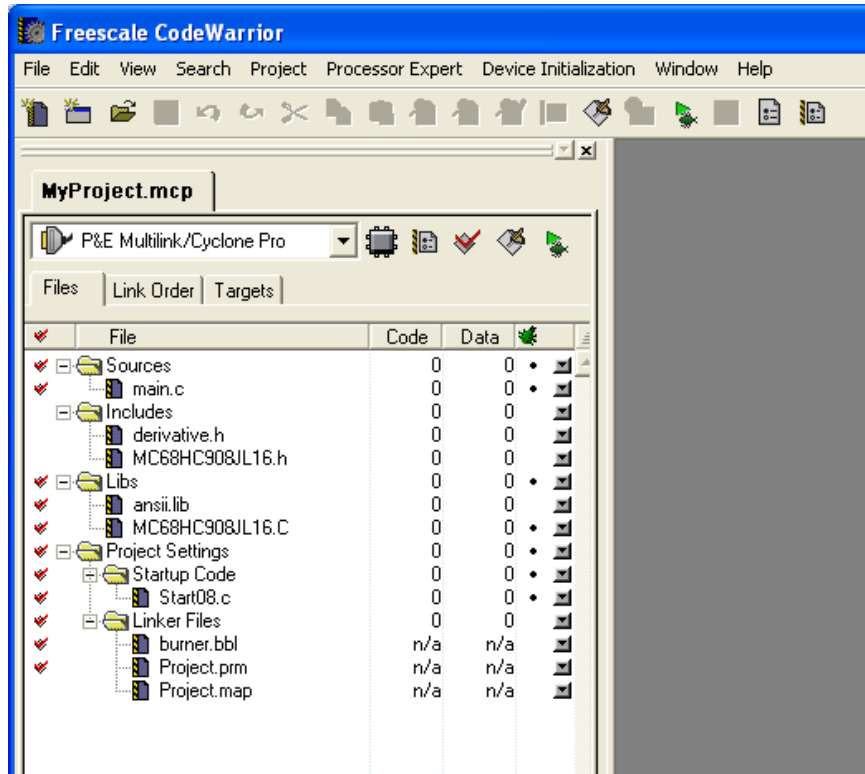 Freescale CodeWarrior
File Edit View Search Project Processor Expert Device Initialization Window Help
MyProject.mcp
P&E Multilink/Cyclone Pro
Files Link Order Targets
File Code Data
Sources 0 0
main.c 0 0
Includes 0 0
derivative.h 0 0
MC68HC908JL16.h 0 0
Libs 0 0
ansii.lib 0 0
MC68HC908JL16.C 0 0
Project Settings 0 0
Startup Code 0 0
Start08.c 0 0
Linker Files 0 0
burner.bbl n/a n/a
Project.prm n/a n/a
Project.map n/a n/a